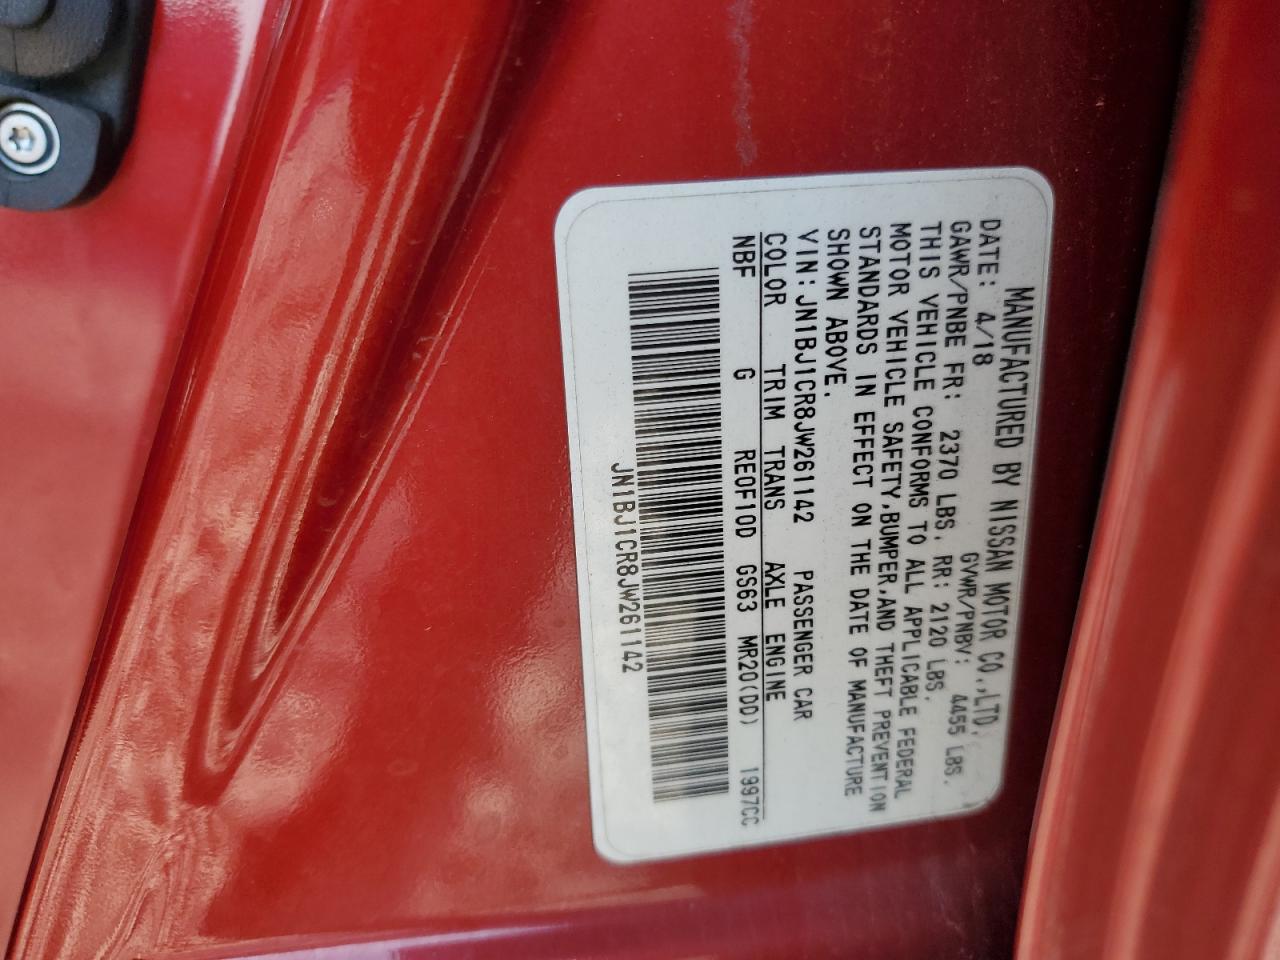 MANUFACTURED BY NISSAN MOTOR CO.,LTD.
DATE: 4/18 GVWR/PNBV: 4455 LBS.
GAWR/PNBE FR: 2370 LBS. RR: 2120 LBS.
THIS VEHICLE CONFORMS TO ALL APPLICABLE FEDERAL
MOTOR VEHICLE SAFETY,BUMPER,AND THEFT PREVENTION
STANDARDS IN EFFECT ON THE DATE OF MANUFACTURE
SHOWN ABOVE.
VIN:JN1BJ1CR8JW261142 PASSENGER CAR
COLOR TRIM TRANS AXLE ENGINE
NBF G RE0F10D GS63 MR20(DD) 1997CC
JN1BJ1CR8JW261142